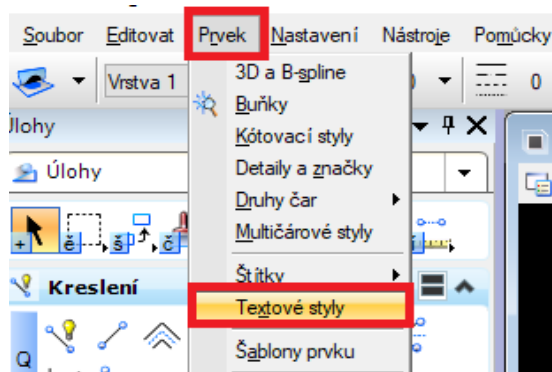 Soubor Editovat Prvek Nastavení Nástroje Pomůcky
Vrstva 1
0
3D a B-spline
Buňky
Kótovací styly
Detaily a značky
Druhy čar
Multičárové styly
Štítky
Textové styly
Šablony prvku
Úlohy
ě š č
Kreslení
Q